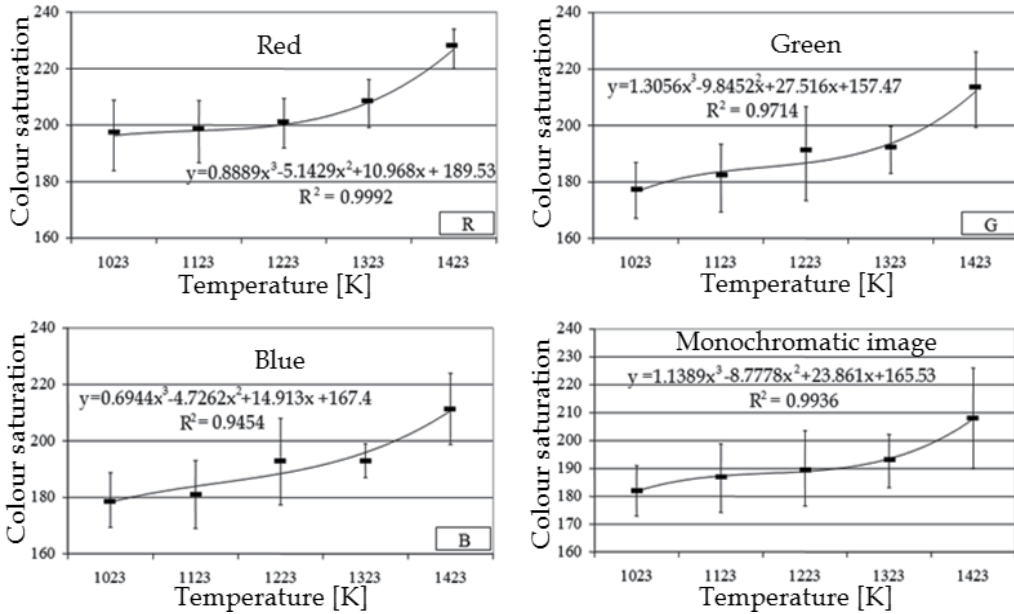 240
220
200
180
160
Colour saturation
Red
y=0.8889x³-5.1429x²+10.968x + 189.53
R² = 0.9992
R
1023 1123 1223 1323 1423
Temperature [K]
240
220
200
180
160
Colour saturation
Green
y=1.3056x³-9.8452x²+27.516x+157.47
R² = 0.9714
G
1023 1123 1223 1323 1423
Temperature [K]
240
220
200
180
160
Colour saturation
Blue
y=0.6944x³-4.7262x²+14.913x +167.4
R² = 0.9454
B
1023 1123 1223 1323 1423
Temperature [K]
240
230
220
210
200
190
180
170
160
Colour saturation
Monochromatic image
y =1.1389x³-8.7778x²+23.861x+165.53
R² = 0.9936
1023 1123 1223 1323 1423
Temperature [K]